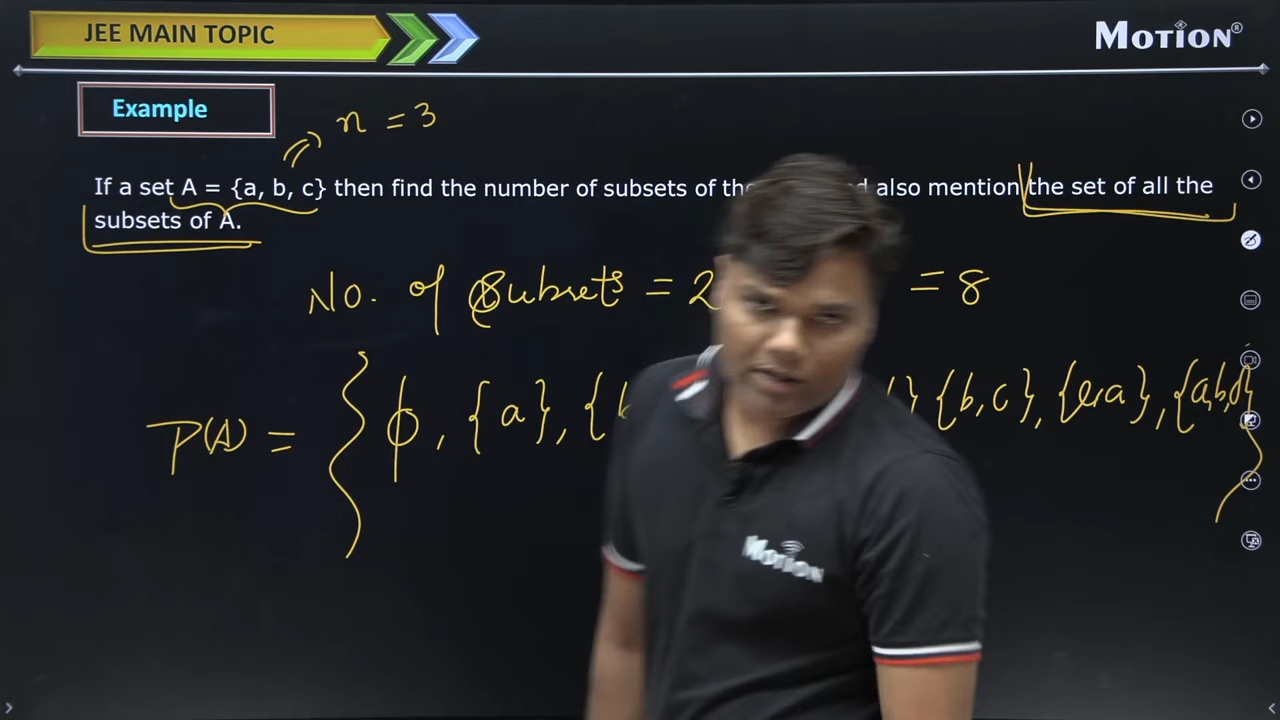 JEE MAIN TOPIC
MOTION®
Example
n = 3
If a set A = {a, b, c} then find the number of subsets of the also mention the set of all the
subsets of A.
No. of Subsets = 2 = 8
P(A) = { φ, {a}, { } {b,c}, {c,a}, {a,b,c} }
MOTION